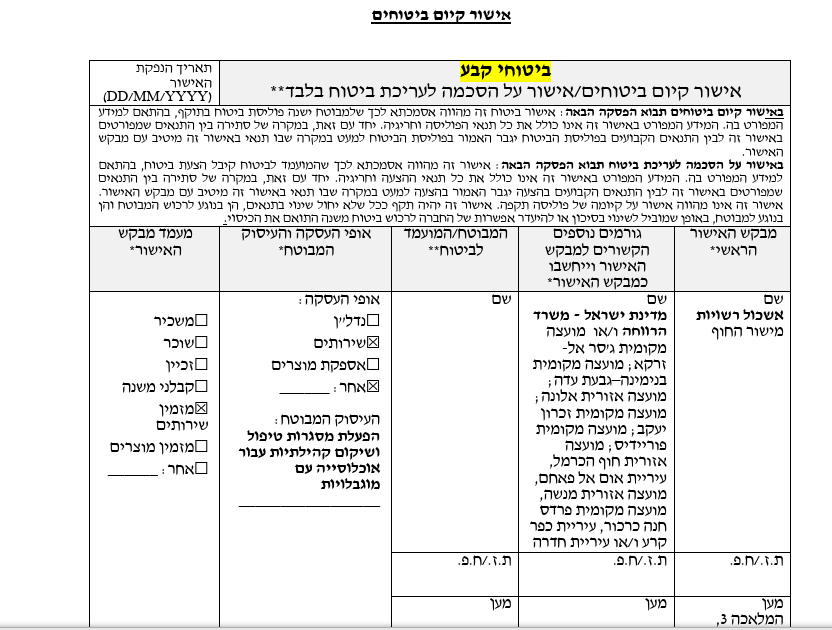 אישור קיום ביטוחים
ביטוחי קבע
אישור קיום ביטוחים/אישור על הסכמה לעריכת ביטוח בלבד**
תאריך הנפקת
האישור
(DD/MM/YYYY)
באישור קיום ביטוחים תבוא הפסקה הבאה: אישור ביטוח זה מהווה אסמכתא לכך שלמבוטח ישנה פוליסת ביטוח בתוקף, בהתאם למידע
המפורט בה. המידע המפורט באישור זה אינו כולל את כל תנאי הפוליסה וחריגיה. יחד עם זאת, במקרה של סתירה בין התנאים שמפורטים
באישור זה לבין התנאים הקבועים בפוליסת הביטוח יגבר האמור בפוליסת הביטוח למעט במקרה שבו תנאי באישור זה מיטיב עם מבקש
האישור.
באישור על הסכמה לעריכת ביטוח תבוא הפסקה הבאה: אישור זה מהווה אסמכתא לכך שהמועמד לביטוח קיבל הצעת ביטוח, בהתאם
למידע המפורט בה. המידע המפורט באישור זה אינו כולל את כל תנאי ההצעה וחריגיה. יחד עם זאת, במקרה של סתירה בין התנאים
שמפורטים באישור זה לבין התנאים הקבועים בהצעה יגבר האמור בהצעה למעט במקרה שבו תנאי באישור זה מיטיב עם מבקש האישור.
אישור זה אינו מהווה אישור על קיומה של פוליסה תקפה. אישור זה יהיה תקף ככל שלא יחול שינוי בתנאים, הן בנוגע לרכוש המבוטח והן
בנוגע למבוטח, באופן שמוביל לשינוי בסיכון או להיעדר אפשרות של החברה לרכוש ביטוח משנה התואם את הכיסוי.
מבקש האישור
הראשי*
גורמים נוספים
הקשורים למבקש
האישור וייחשבו
כמבקש האישור*
המבוטח/המועמד
לביטוח**
אופי העסקה והעיסוק
המבוטח*
מעמד מבקש
האישור*
שם
אשכול רשויות
מישור החוף
שם
מדינת ישראל - משרד
הרווחה ו/או מועצה
מקומית ג'סר אל-
זרקא; מועצה מקומית
בנימינה–גבעת עדה;
מועצה אזורית אלונה;
מועצה מקומית זכרון
יעקב; מועצה מקומית
פוריידיס; מועצה
אזורית חוף הכרמל,
עיריית אום אל פאחם,
מועצה אזורית מנשה,
מועצה מקומית פרדס
חנה כרכור, עיריית כפר
קרע ו/או עיריית חדרה
שם
אופי העסקה:
☐נדל"ן
☒שירותים
☐אספקת מוצרים
☒אחר: ______
העיסוק המבוטח:
הפעלת מסגרות טיפול
ושיקום קהילתיות עבור
אוכלוסייה עם
מוגבלויות
_________________
☐משכיר
☐שוכר
☐זכיין
☐קבלני משנה
☒מזמין
שירותים
☐מזמין מוצרים
☐אחר: ______
ת.ז./ח.פ.
ת.ז./ח.פ.
ת.ז./ח.פ.
מען
המלאכה 3,
מען
מען